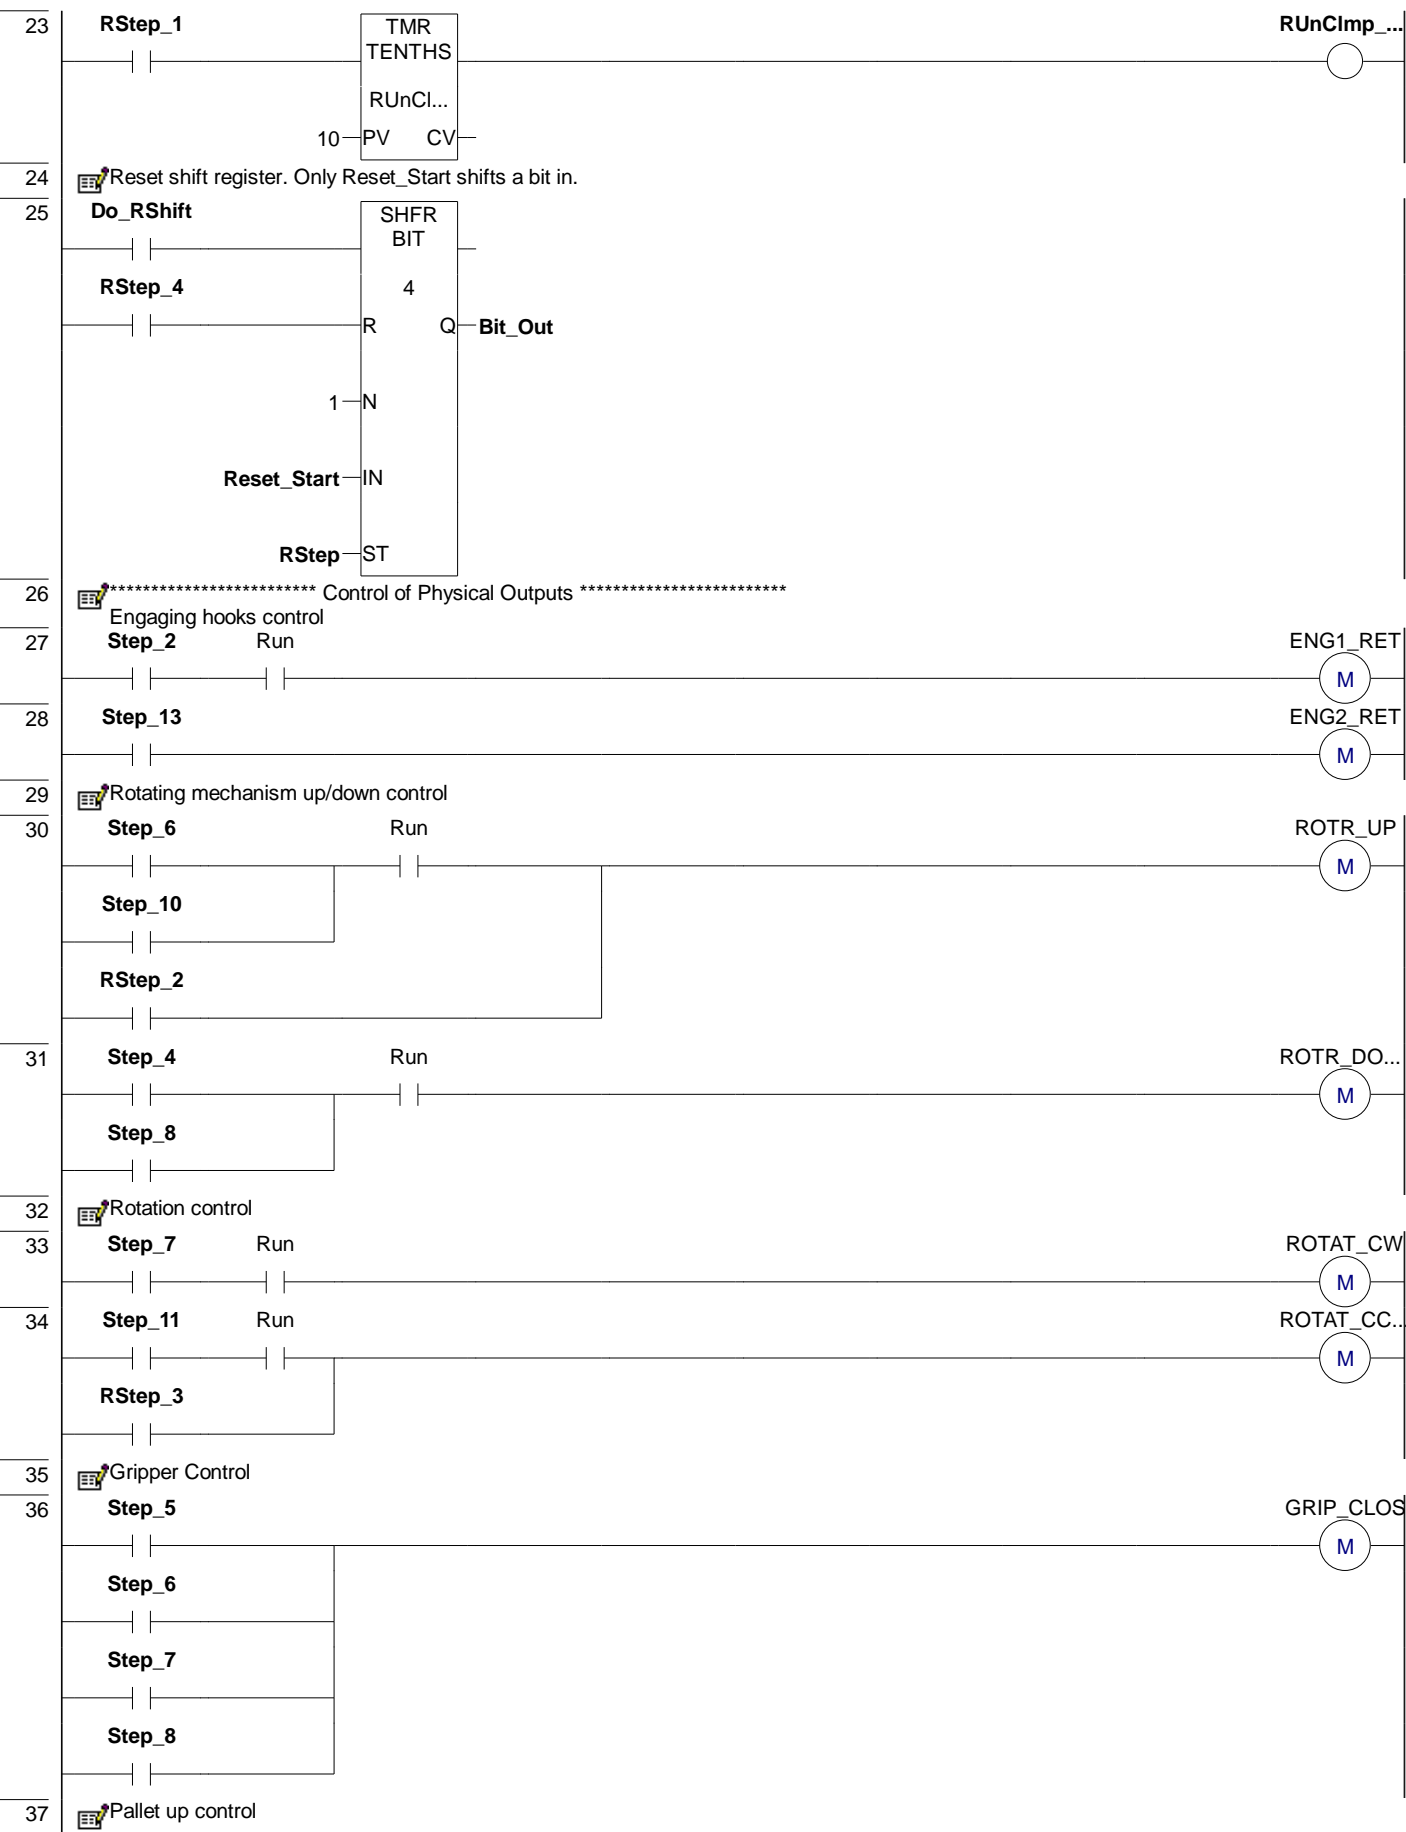 23
RStep_1
TMR
TENTHS
RUnClmp_...
RUnCl...
10 PV CV
24 Reset shift register. Only Reset_Start shifts a bit in.
25
Do_RShift
SHFR
BIT
RStep_4
4
R Q Bit_Out
1 N
Reset_Start IN
RStep ST
26 ************************* Control of Physical Outputs *************************
Engaging hooks control
27
Step_2 Run ENG1_RET
M
28
Step_13 ENG2_RET
M
29 Rotating mechanism up/down control
30
Step_6 Run ROTR_UP
M
Step_10
RStep_2
31
Step_4 Run ROTR_DO...
M
Step_8
32 Rotation control
33
Step_7 Run ROTAT_CW
M
34
Step_11 Run ROTAT_CC...
M
RStep_3
35 Gripper Control
36
Step_5 GRIP_CLOS
M
Step_6
Step_7
Step_8
37 Pallet up control